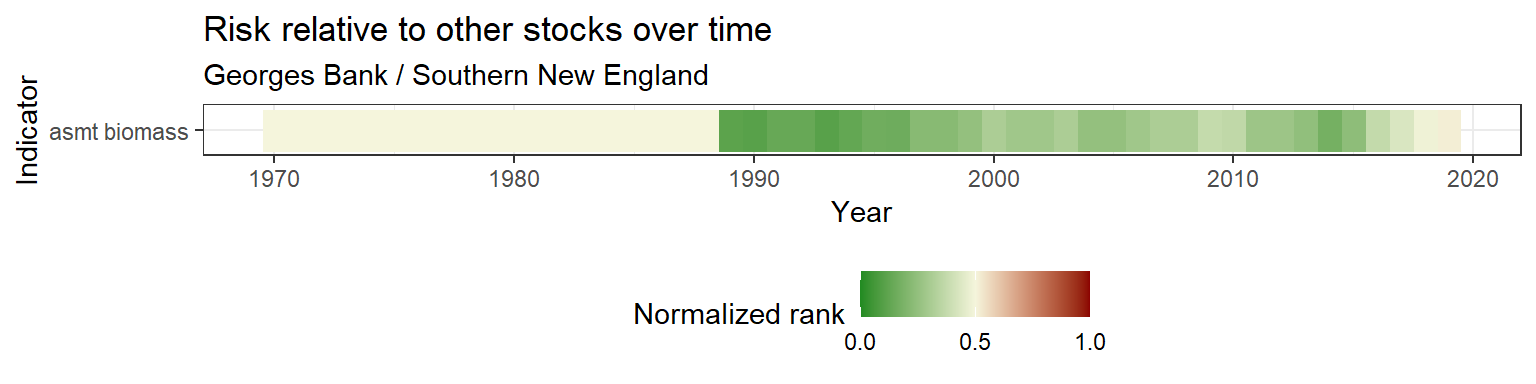 Risk relative to other stocks over time
Georges Bank / Southern New England
Indicator
asmt biomass
1970 1980 1990 2000 2010 2020
Year
Normalized rank
0.0 0.5 1.0